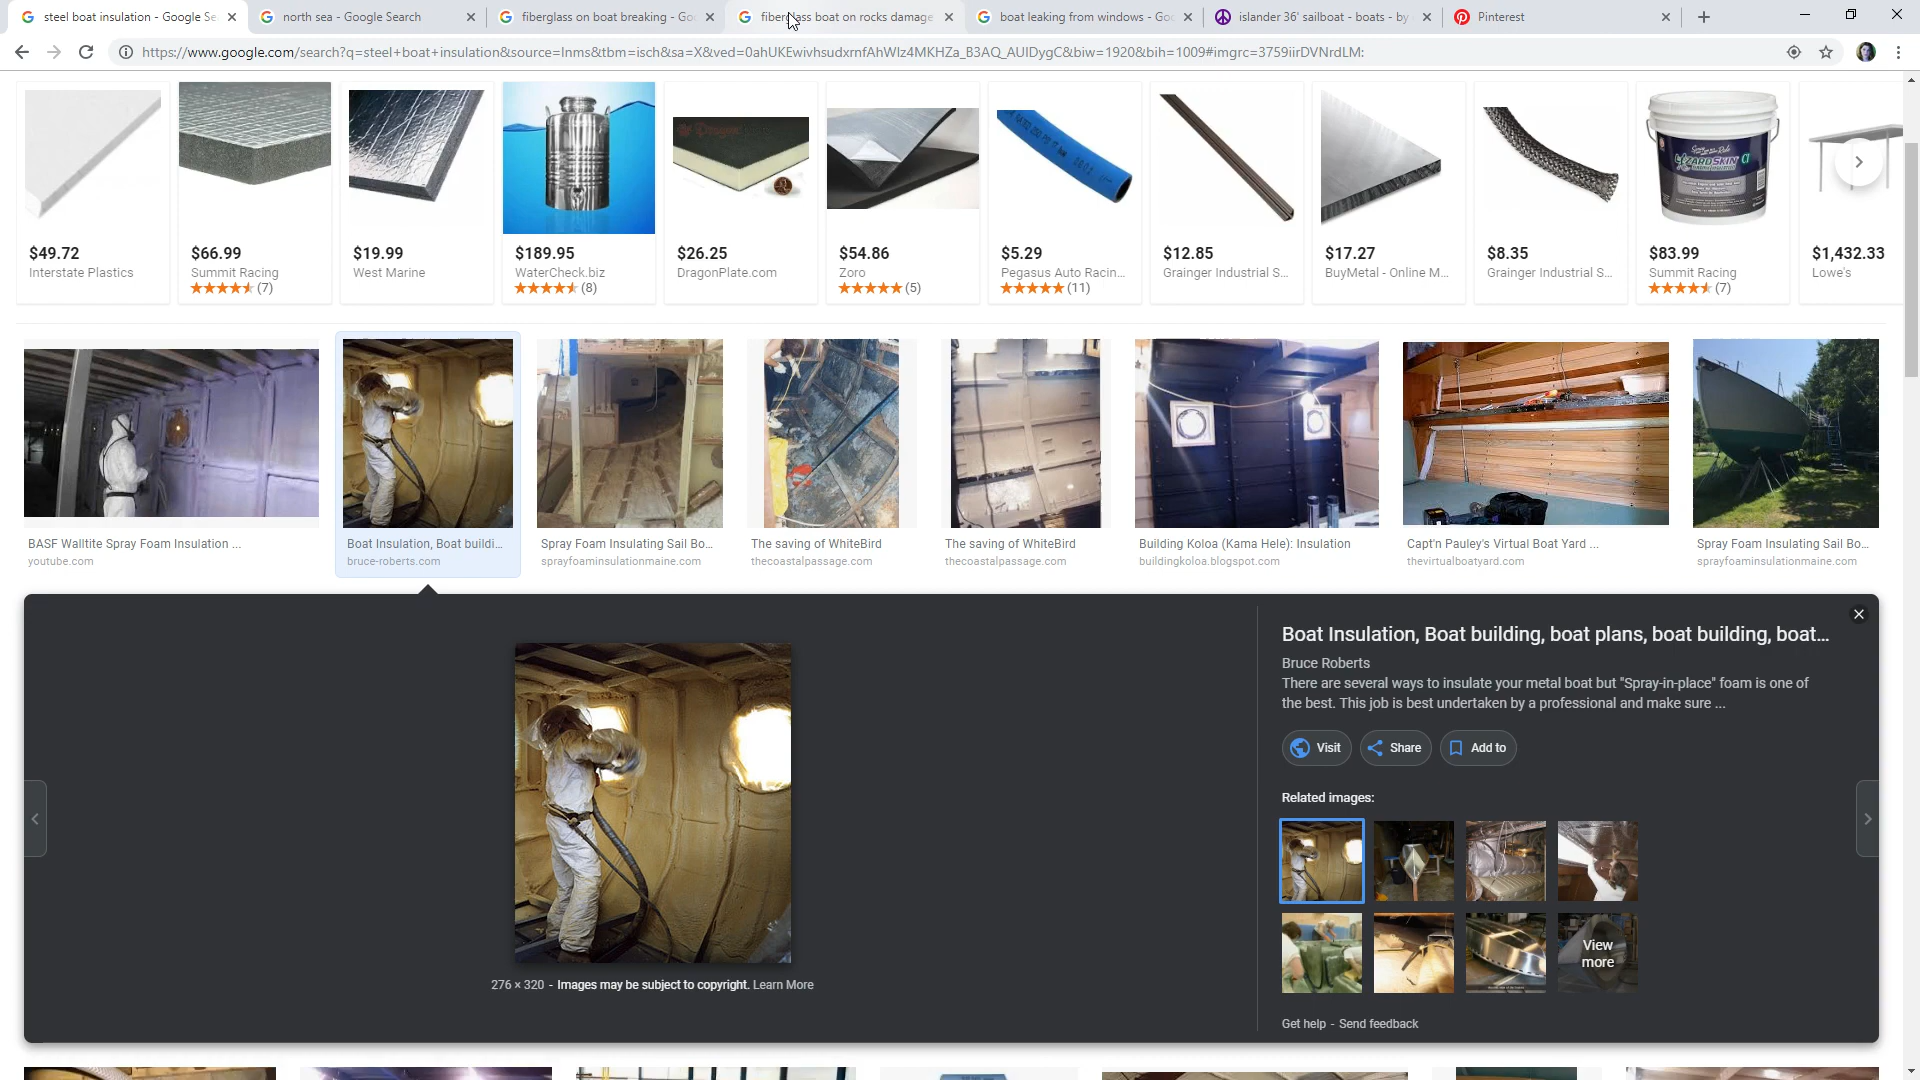 steel boat insulation - Google Se
north sea - Google Search
fiberglass on boat breaking - Go
fiberglass boat on rocks damage
boat leaking from windows - Goo
islander 36' sailboat - boats - by
Pinterest
https://www.google.com/search?q=steel+boat+insulation&source=lnms&tbm=isch&sa=X&ved=0ahUKEwivhsudxrnfAhWIz4MKHZa_B3AQ_AUIDygC&biw=1920&bih=1009#imgrc=3759iirDVNrdLM:
$49.72
Interstate Plastics
$66.99
Summit Racing
(7)
$19.99
West Marine
$189.95
WaterCheck.biz
(8)
$26.25
DragonPlate.com
$54.86
Zoro
(5)
$5.29
Pegasus Auto Racin...
(11)
$12.85
Grainger Industrial S...
$17.27
BuyMetal - Online M...
$8.35
Grainger Industrial S...
$83.99
Summit Racing
(7)
$1,432.33
Lowe's
BASF Walltite Spray Foam Insulation ...
youtube.com
Boat Insulation, Boat buildi...
bruce-roberts.com
Spray Foam Insulating Sail Bo...
sprayfoaminsulationmaine.com
The saving of WhiteBird
thecoastalpassage.com
The saving of WhiteBird
thecoastalpassage.com
Building Koloa (Kama Hele): Insulation
buildingkoloa.blogspot.com
Capt'n Pauley's Virtual Boat Yard ...
thevirtualboatyard.com
Spray Foam Insulating Sail Bo...
sprayfoaminsulationmaine.com
Boat Insulation, Boat building, boat plans, boat building, boat...
Bruce Roberts
There are several ways to insulate your metal boat but "Spray-in-place" foam is one of
the best. This job is best undertaken by a professional and make sure ...
Visit
Share
Add to
Related images:
View
more
276 × 320 - Images may be subject to copyright. Learn More
Get help - Send feedback